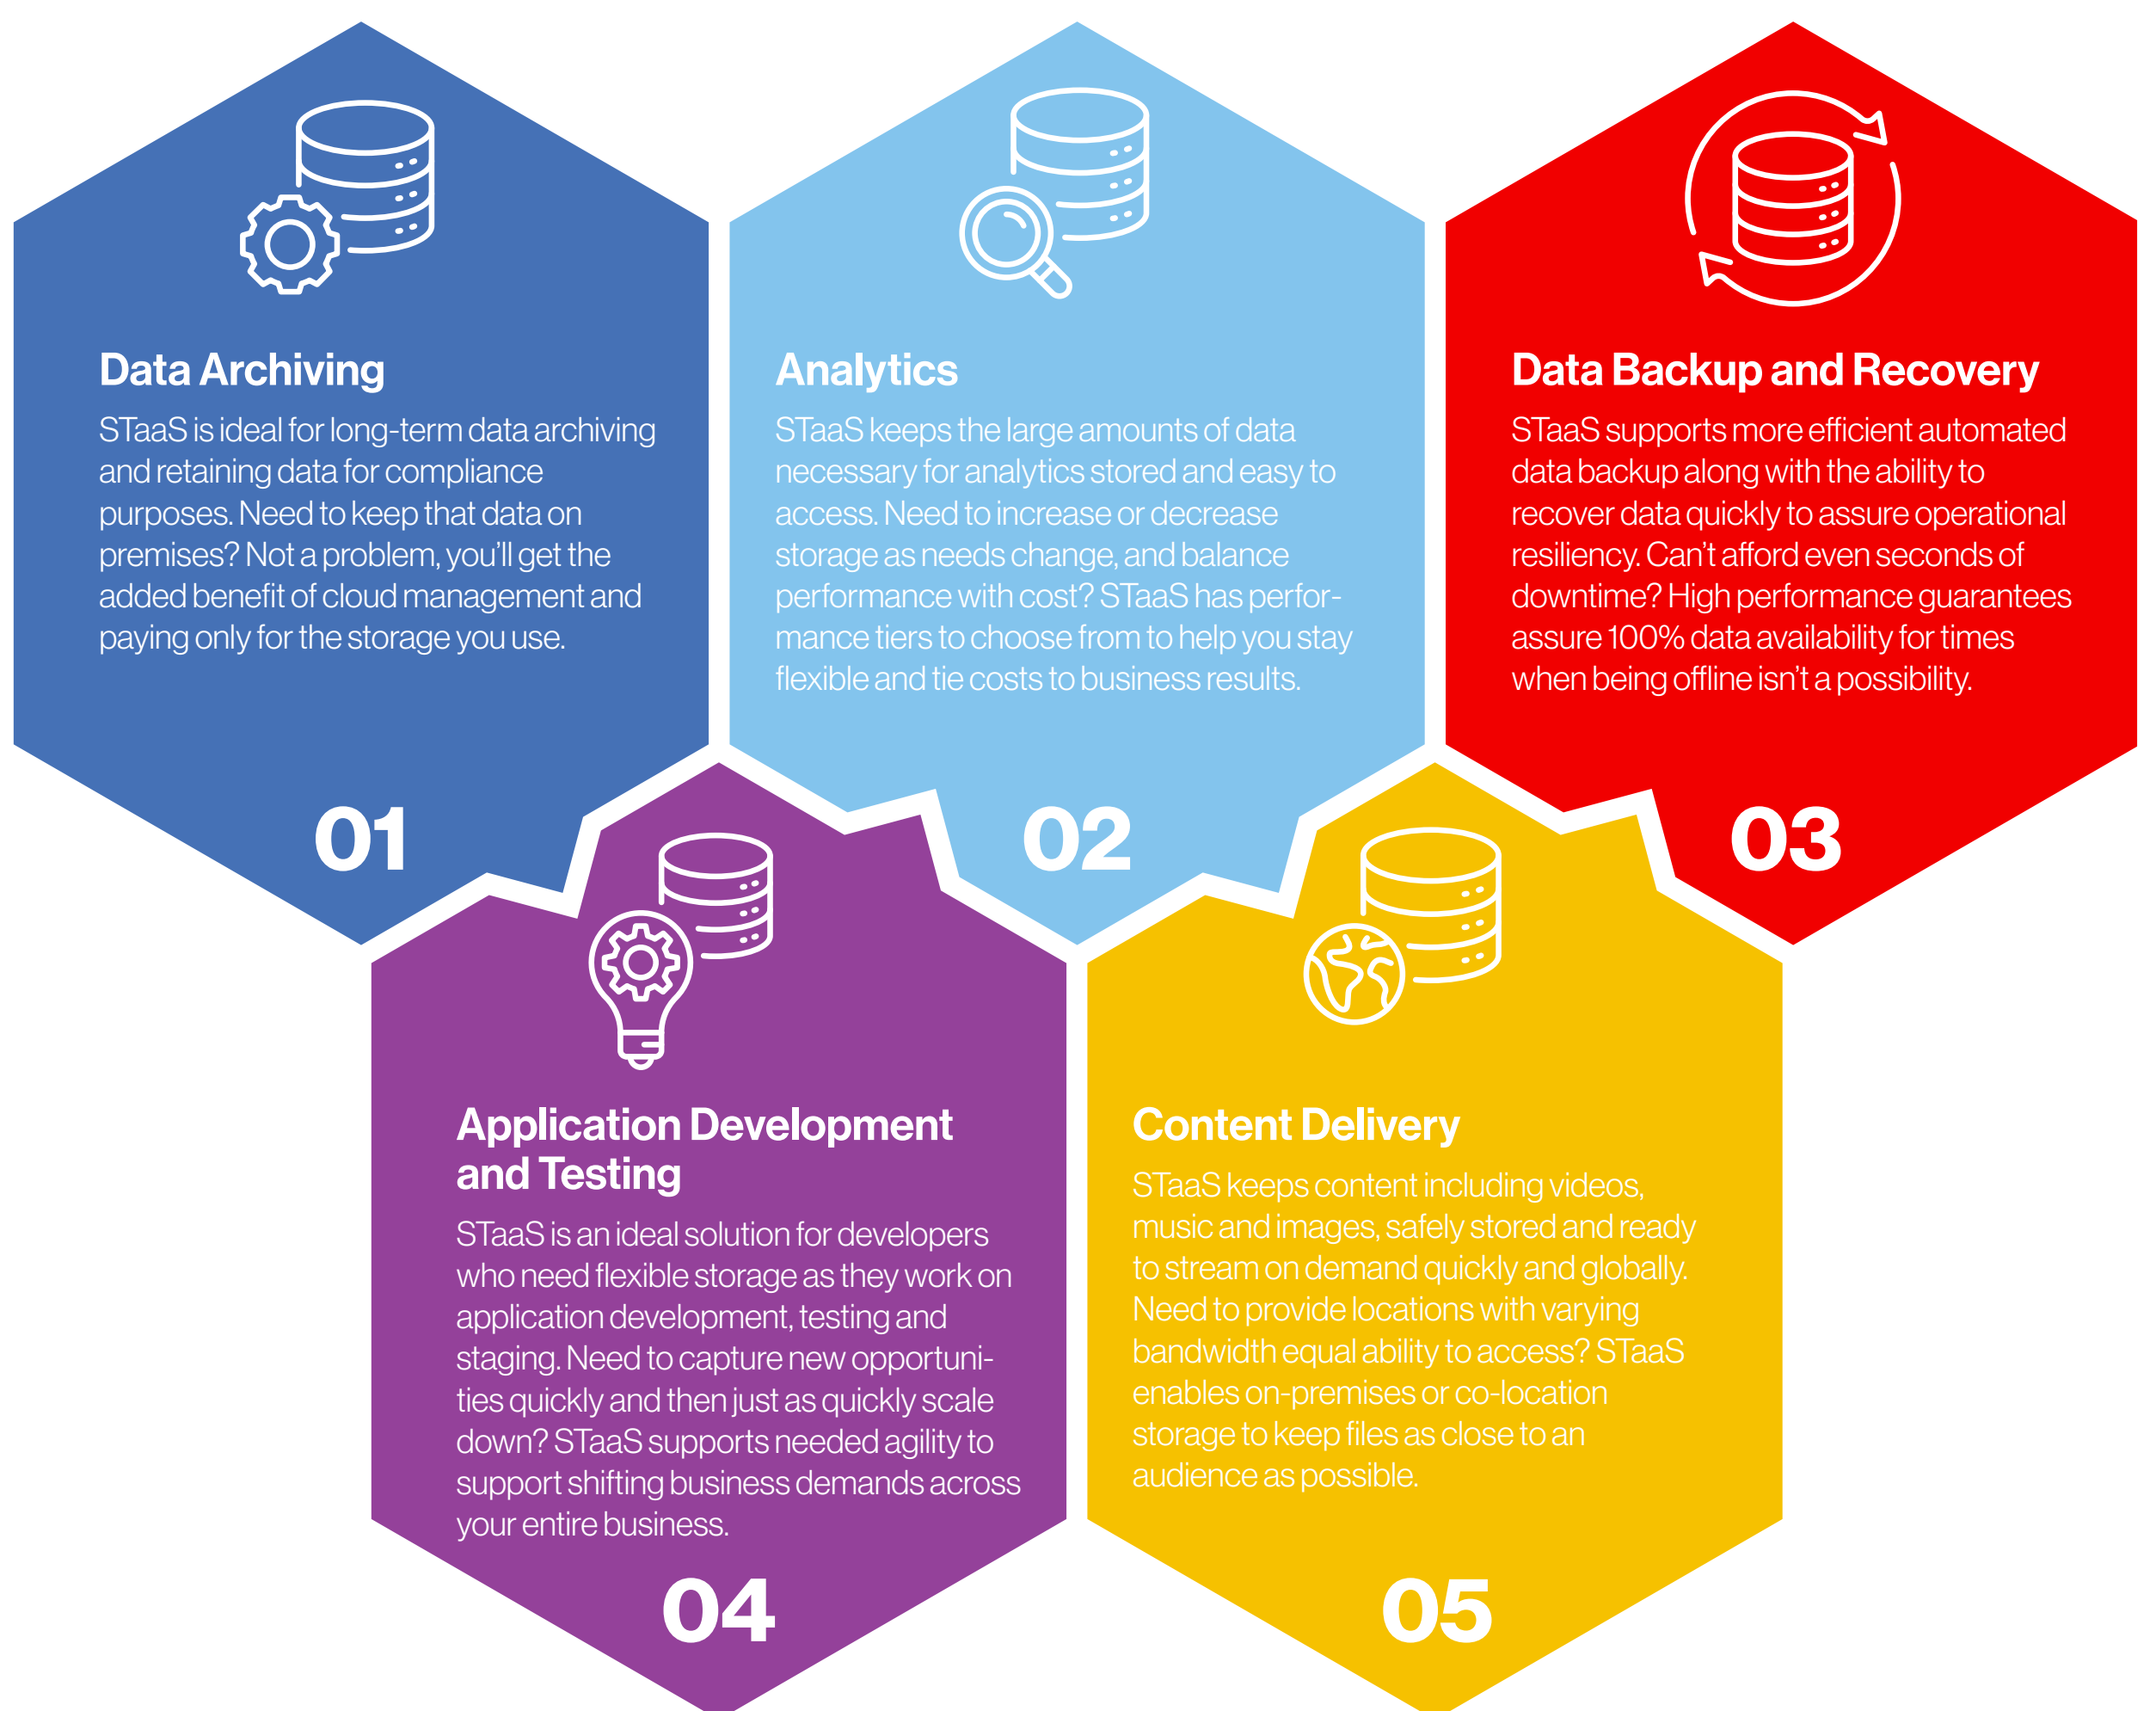 Data Archiving
STaaS is ideal for long-term data archiving
and retaining data for compliance
purposes. Need to keep that data on
premises? Not a problem, you’ll get the
added benefit of cloud management and
paying only for the storage you use.
01
Analytics
STaaS keeps the large amounts of data
necessary for analytics stored and easy to
access. Need to increase or decrease
storage as needs change, and balance
performance with cost? STaaS has perfor-
mance tiers to choose from to help you stay
flexible and tie costs to business results.
02
Data Backup and Recovery
STaaS supports more efficient automated
data backup along with the ability to
recover data quickly to assure operational
resiliency. Can’t afford even seconds of
downtime? High performance guarantees
assure 100% data availability for times
when being offline isn’t a possibility.
03
Application Development
and Testing
STaaS is an ideal solution for developers
who need flexible storage as they work on
application development, testing and
staging. Need to capture new opportuni-
ties quickly and then just as quickly scale
down? STaaS supports needed agility to
support shifting business demands across
your entire business.
04
Content Delivery
STaaS keeps content including videos,
music and images, safely stored and ready
to stream on demand quickly and globally.
Need to provide locations with varying
bandwidth equal ability to access? STaaS
enables on-premises or co-location
storage to keep files as close to an
audience as possible.
05